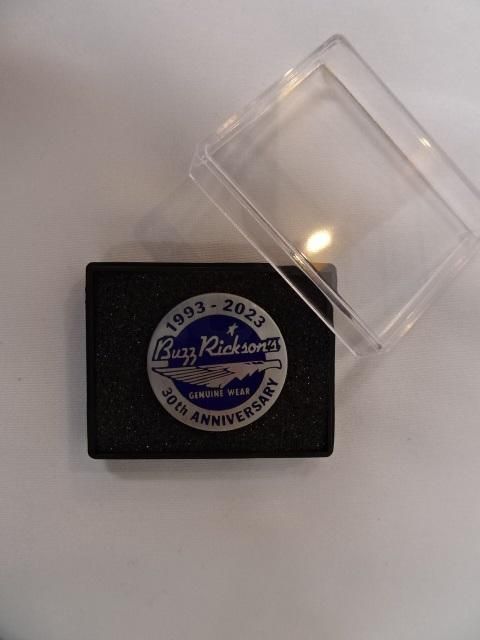 1993 - 2023
Buzz Rickson's
GENUINE WEAR
30th ANNIVERSARY